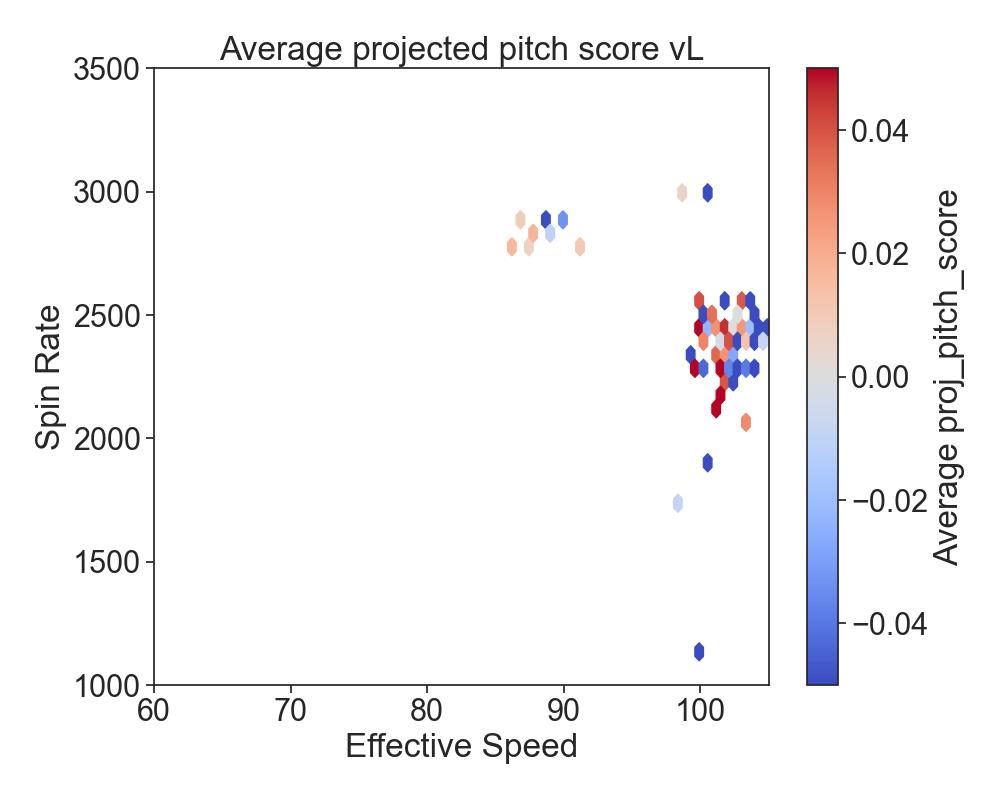 Average projected pitch score vL
3500
3000
2500
2000
1500
1000
Spin Rate
60 70 80 90 100
Effective Speed
0.04
0.02
0.00
−0.02
−0.04
Average proj_pitch_score